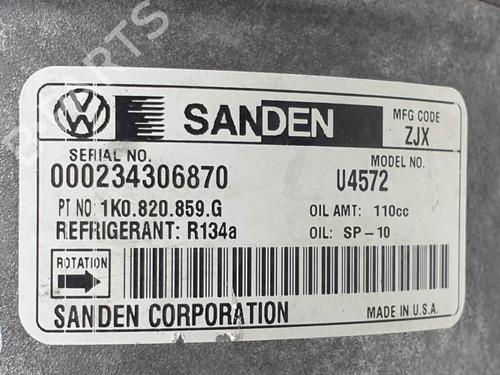 SANDEN
MFG CODE
ZJX
SERIAL NO.
000234306870
MODEL NO.
U4572
PT NO: 1K0.820.859.G
OIL AMT: 110cc
REFRIGERANT: R134a
OIL: SP-10
ROTATION
SANDEN CORPORATION
MADE IN U.S.A.